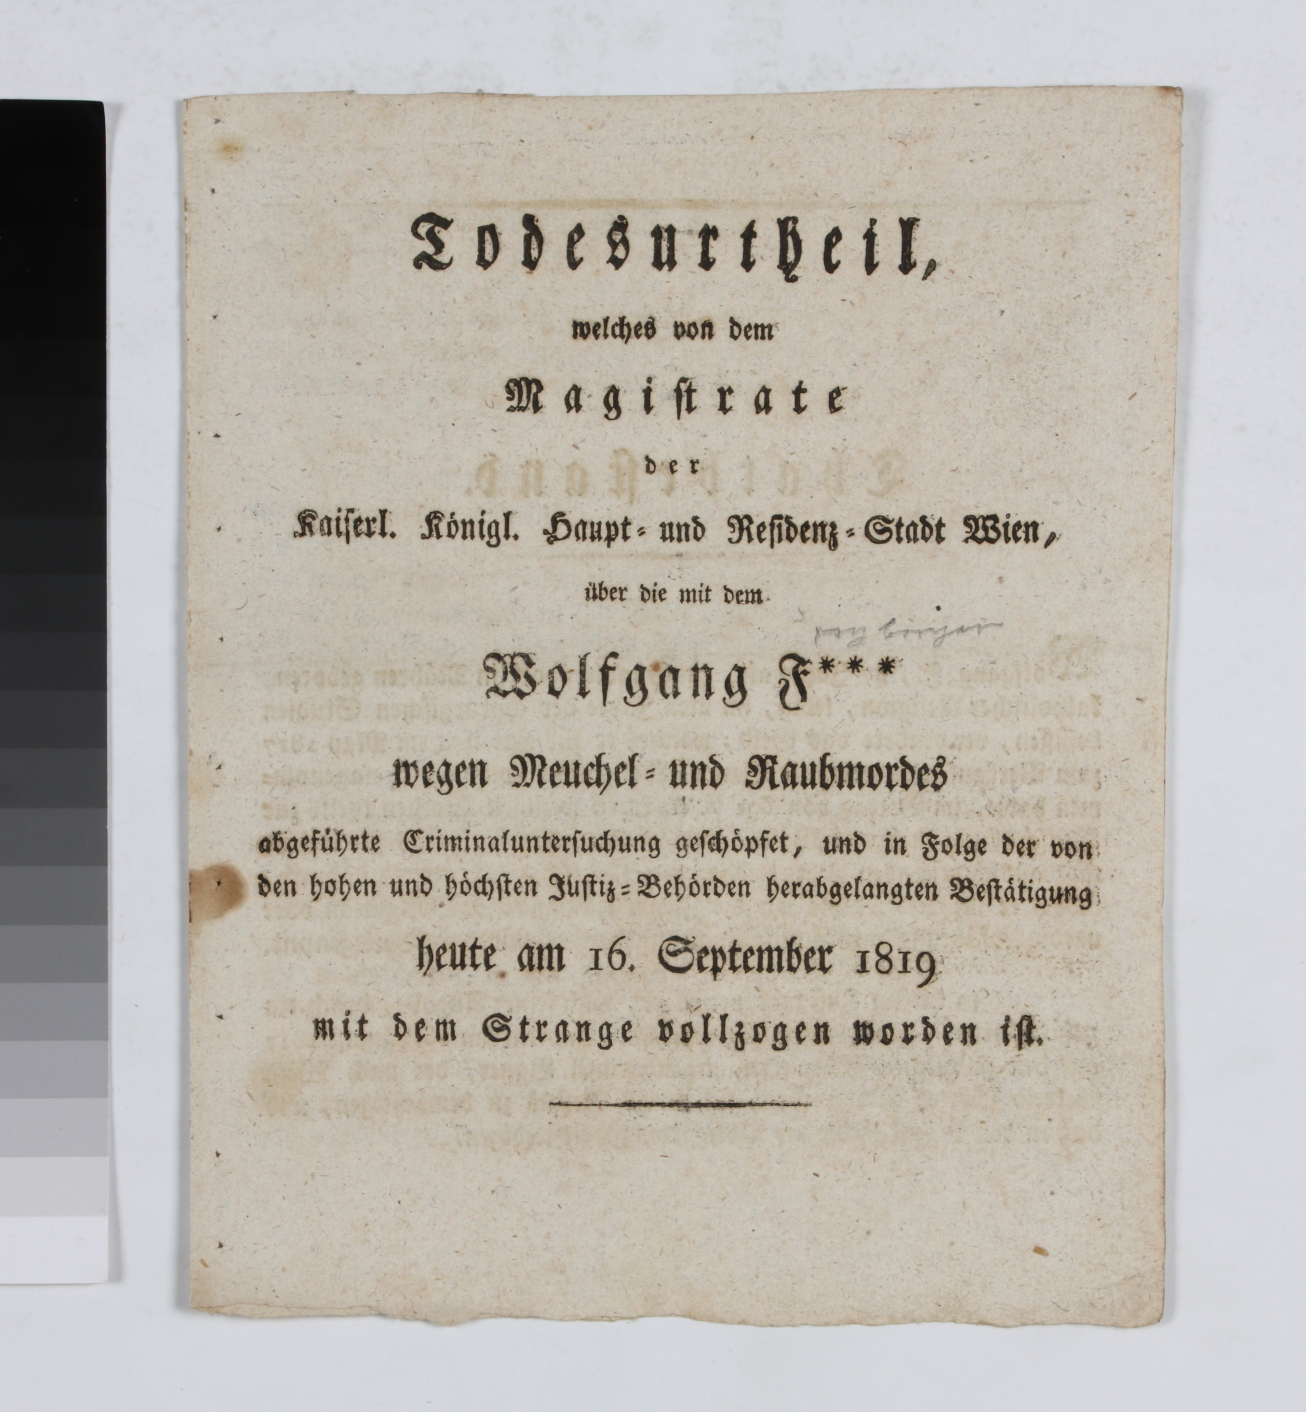 Todesurtheil,
welches von dem
Magistrate
der
Kaiserl. Königl. Haupt- und Residenz-Stadt Wien,
über die mit dem
Wolfgang F***
wegen Meuchel- und Raubmordes
abgeführte Criminaluntersuchung geschöpfet, und in Folge der von
den hohen und höchsten Justiz-Behörden herabgelangten Bestätigung
heute am 16. September 1819
mit dem Strange vollzogen worden ist.